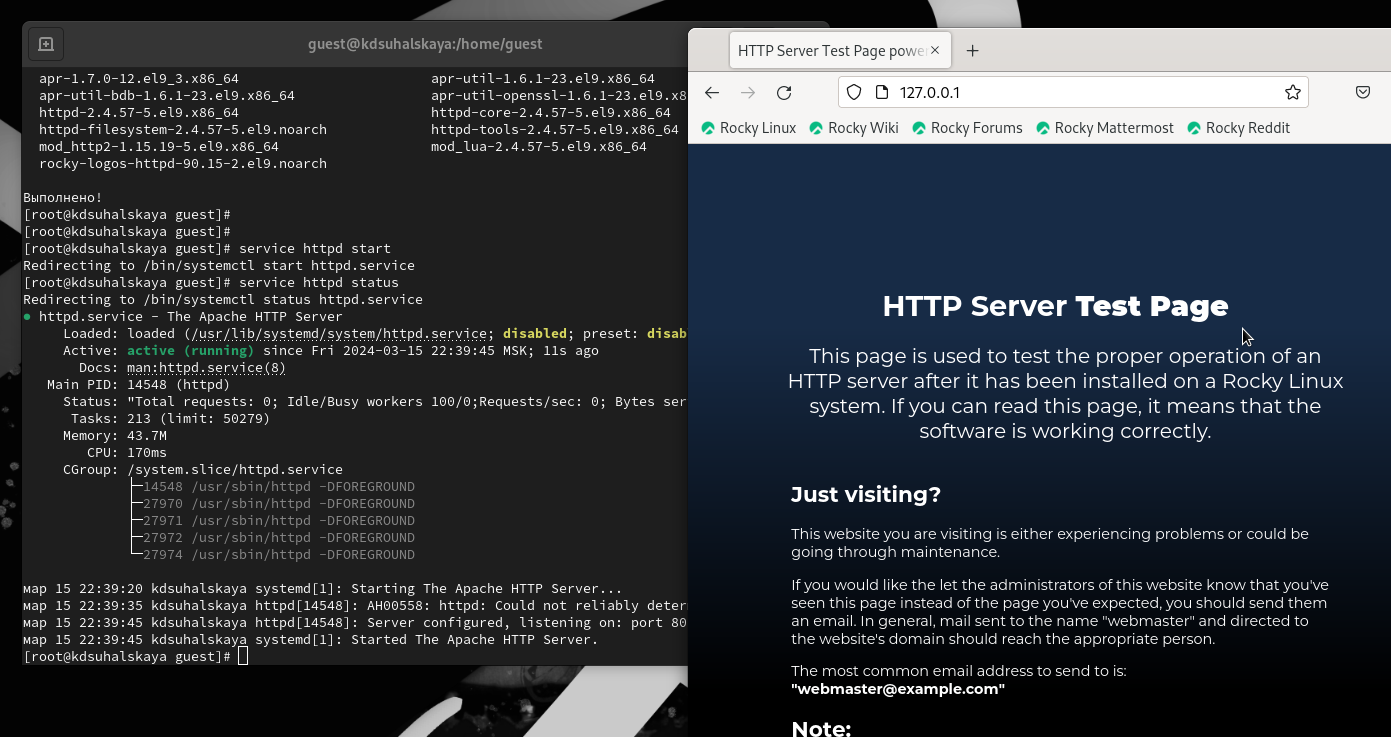 guest@kdsuhalskaya:/home/guest
apr-1.7.0-12.el9_3.x86_64 apr-util-1.6.1-23.el9.x86_64
apr-util-bdb-1.6.1-23.el9.x86_64 apr-util-openssl-1.6.1-23.el9.x8
httpd-2.4.57-5.el9.x86_64 httpd-core-2.4.57-5.el9.x86_64
httpd-filesystem-2.4.57-5.el9.noarch httpd-tools-2.4.57-5.el9.x86_64
mod_http2-1.15.19-5.el9.x86_64 mod_lua-2.4.57-5.el9.x86_64
rocky-logos-httpd-90.15-2.el9.noarch
Выполнено!
[root@kdsuhalskaya guest]#
[root@kdsuhalskaya guest]#
[root@kdsuhalskaya guest]# service httpd start
Redirecting to /bin/systemctl start httpd.service
[root@kdsuhalskaya guest]# service httpd status
Redirecting to /bin/systemctl status httpd.service
● httpd.service - The Apache HTTP Server
Loaded: loaded (/usr/lib/systemd/system/httpd.service; disabled; preset: disab
Active: active (running) since Fri 2024-03-15 22:39:45 MSK; 11s ago
Docs: man:httpd.service(8)
Main PID: 14548 (httpd)
Status: "Total requests: 0; Idle/Busy workers 100/0;Requests/sec: 0; Bytes ser
Tasks: 213 (limit: 50279)
Memory: 43.7M
CPU: 170ms
CGroup: /system.slice/httpd.service
├─14548 /usr/sbin/httpd -DFOREGROUND
├─27970 /usr/sbin/httpd -DFOREGROUND
├─27971 /usr/sbin/httpd -DFOREGROUND
├─27972 /usr/sbin/httpd -DFOREGROUND
└─27974 /usr/sbin/httpd -DFOREGROUND
мар 15 22:39:20 kdsuhalskaya systemd[1]: Starting The Apache HTTP Server...
мар 15 22:39:35 kdsuhalskaya httpd[14548]: AH00558: httpd: Could not reliably deter
мар 15 22:39:45 kdsuhalskaya httpd[14548]: Server configured, listening on: port 80
мар 15 22:39:45 kdsuhalskaya systemd[1]: Started The Apache HTTP Server.
[root@kdsuhalskaya guest]#
HTTP Server Test Page powe
127.0.0.1
Rocky Linux Rocky Wiki Rocky Forums Rocky Mattermost Rocky Reddit
HTTP Server Test Page
This page is used to test the proper operation of an
HTTP server after it has been installed on a Rocky Linux
system. If you can read this page, it means that the
software is working correctly.
Just visiting?
This website you are visiting is either experiencing problems or could be
going through maintenance.
If you would like the let the administrators of this website know that you've
seen this page instead of the page you've expected, you should send them
an email. In general, mail sent to the name "webmaster" and directed to
the website's domain should reach the appropriate person.
The most common email address to send to is:
"webmaster@example.com"
Note: